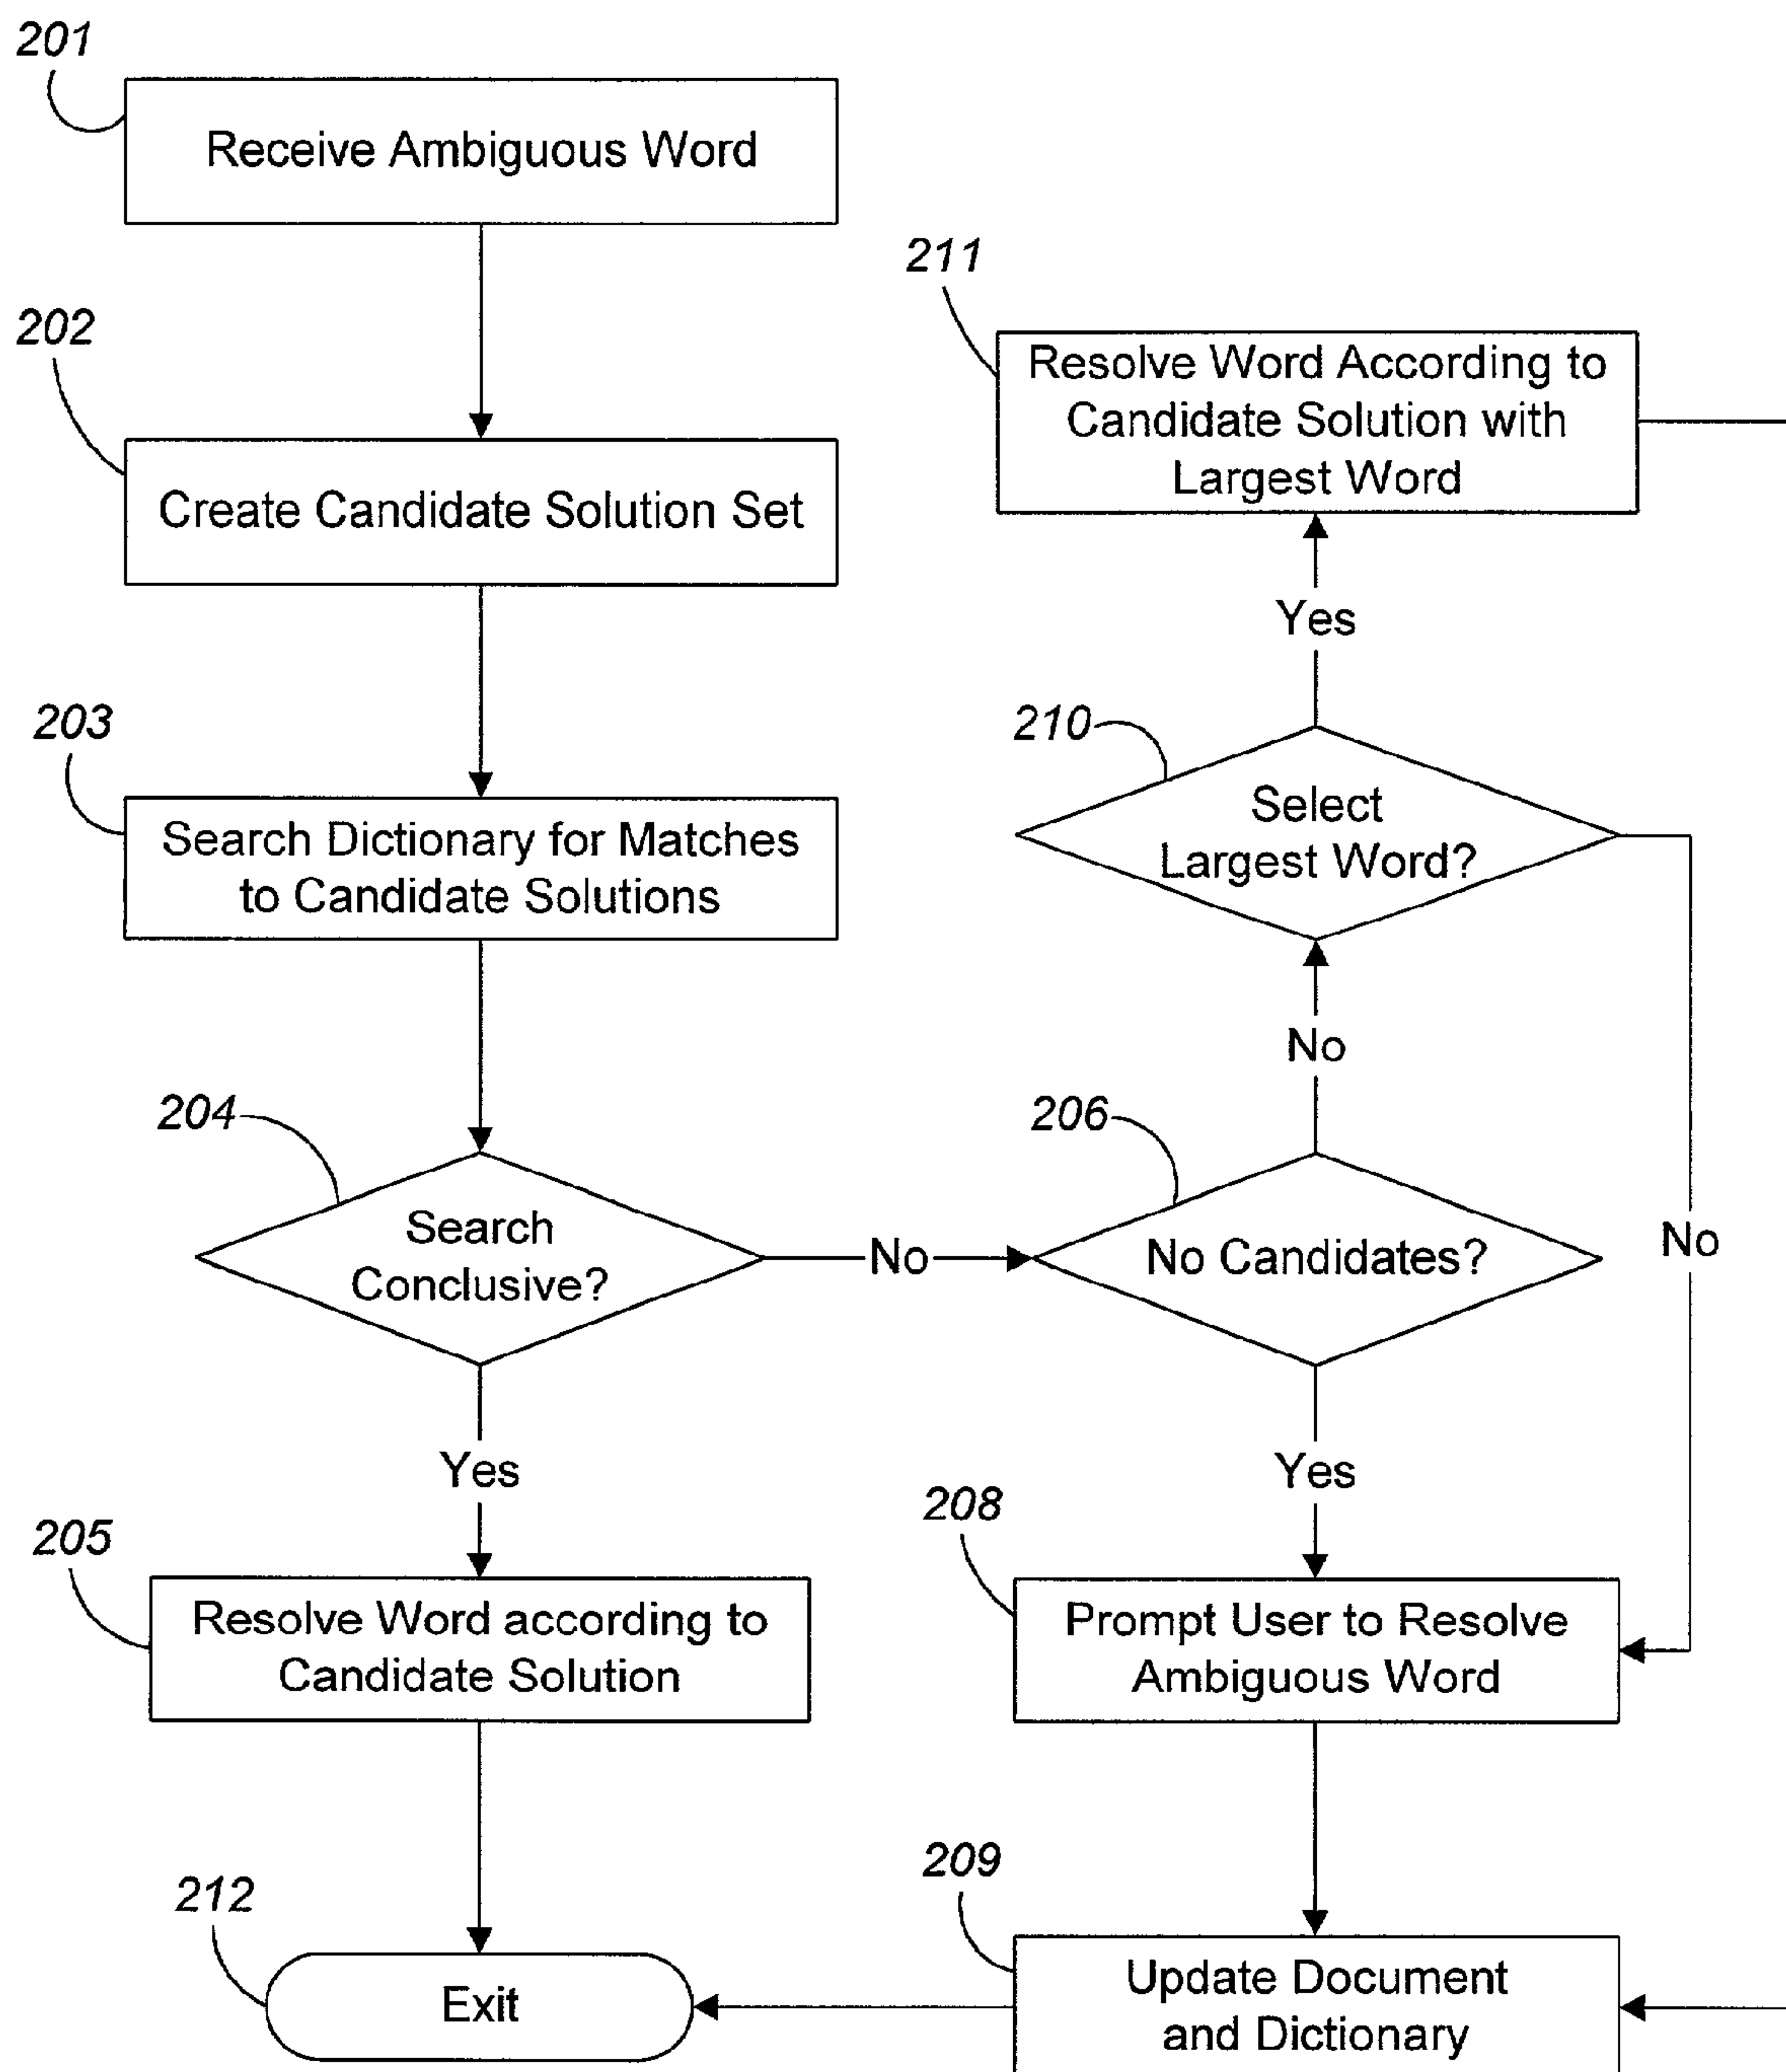 201
Receive Ambiguous Word
202
Create Candidate Solution Set
203
Search Dictionary for Matches
to Candidate Solutions
204
Search
Conclusive?
No
Yes
205
Resolve Word according to
Candidate Solution
212
Exit
211
Resolve Word According to
Candidate Solution with
Largest Word
Yes
210
Select
Largest Word?
No
No
206
No Candidates?
Yes
208
Prompt User to Resolve
Ambiguous Word
209
Update Document
and Dictionary